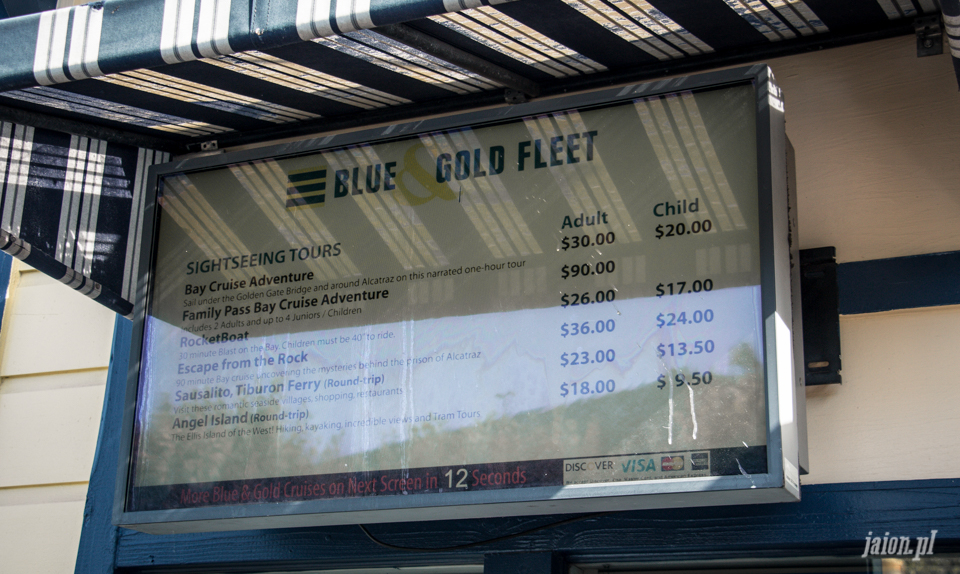 BLUE & GOLD FLEET
Adult Child
SIGHTSEEING TOURS
Bay Cruise Adventure $30.00 $20.00
Sail under the Golden Gate Bridge and around Alcatraz on this narrated one-hour tour
Family Pass Bay Cruise Adventure $90.00
Includes 2 Adults and up to 4 Juniors / Children
RocketBoat $26.00 $17.00
30 minute Blast on the Bay. Children must be 40" to ride.
Escape from the Rock $36.00 $24.00
90 minute Bay cruise uncovering the mysteries behind the prison of Alcatraz
Sausalito, Tiburon Ferry (Round-trip) $23.00 $13.50
Visit these romantic seaside villages, shopping, restaurants
Angel Island (Round-trip) $18.00 $ 9.50
The Ellis Island of the West! Hiking, kayaking, incredible views and Tram Tours
More Blue & Gold Cruises on Next Screen in 12 Seconds
DISCOVER VISA
jaion.pl